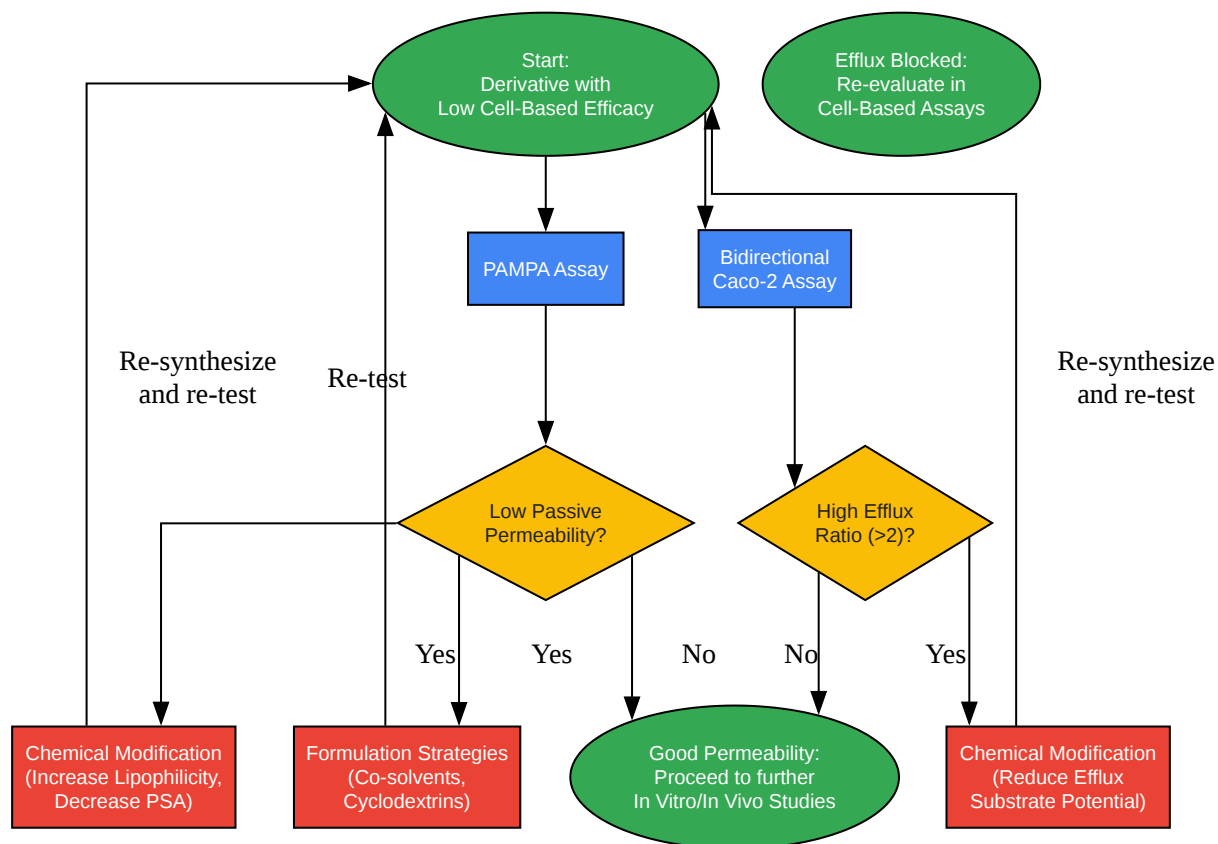 Start:
Derivative with
Low Cell-Based Efficacy
Efflux Blocked:
Re-evaluate in
Cell-Based Assays
PAMPA Assay
Bidirectional
Caco-2 Assay
Re-synthesize
and re-test
Re-test
Re-synthesize
and re-test
Low Passive
Permeability?
High Efflux
Ratio (>2)?
Yes
Yes
No
No
Yes
Chemical Modification
(Increase Lipophilicity,
Decrease PSA)
Formulation Strategies
(Co-solvents,
Cyclodextrins)
Good Permeability:
Proceed to further
In Vitro/In Vivo Studies
Chemical Modification
(Reduce Efflux
Substrate Potential)